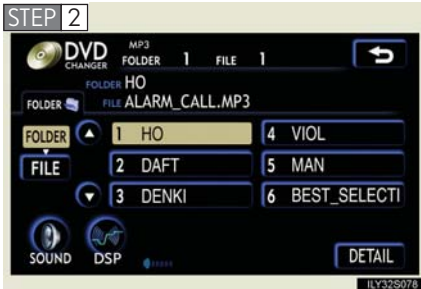 STEP 2
DVD CHANGER MP3
FOLDER 1 FILE 1
FOLDER HO
FOLDER FILE ALARM_CALL.MP3
FOLDER 1 HO 4 VIOL
FILE 2 DAFT 5 MAN
3 DENKI 6 BEST_SELECTI
SOUND DSP DETAIL
ILY32S078